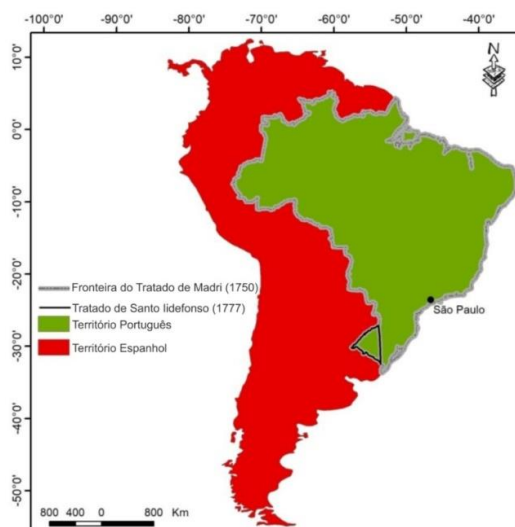 -100°0' -90°0' -80°0' -70°0' -60°0' -50°0' -40°0'
N
10°0'
0°0'
-10°0'
-20°0'
Fronteira do Tratado de Madri (1750)
Tratado de Santo Ildefonso (1777)
São Paulo
Território Português
-30°0'
Território Espanhol
-40°0'
-50°0'
800 400 0 800 Km